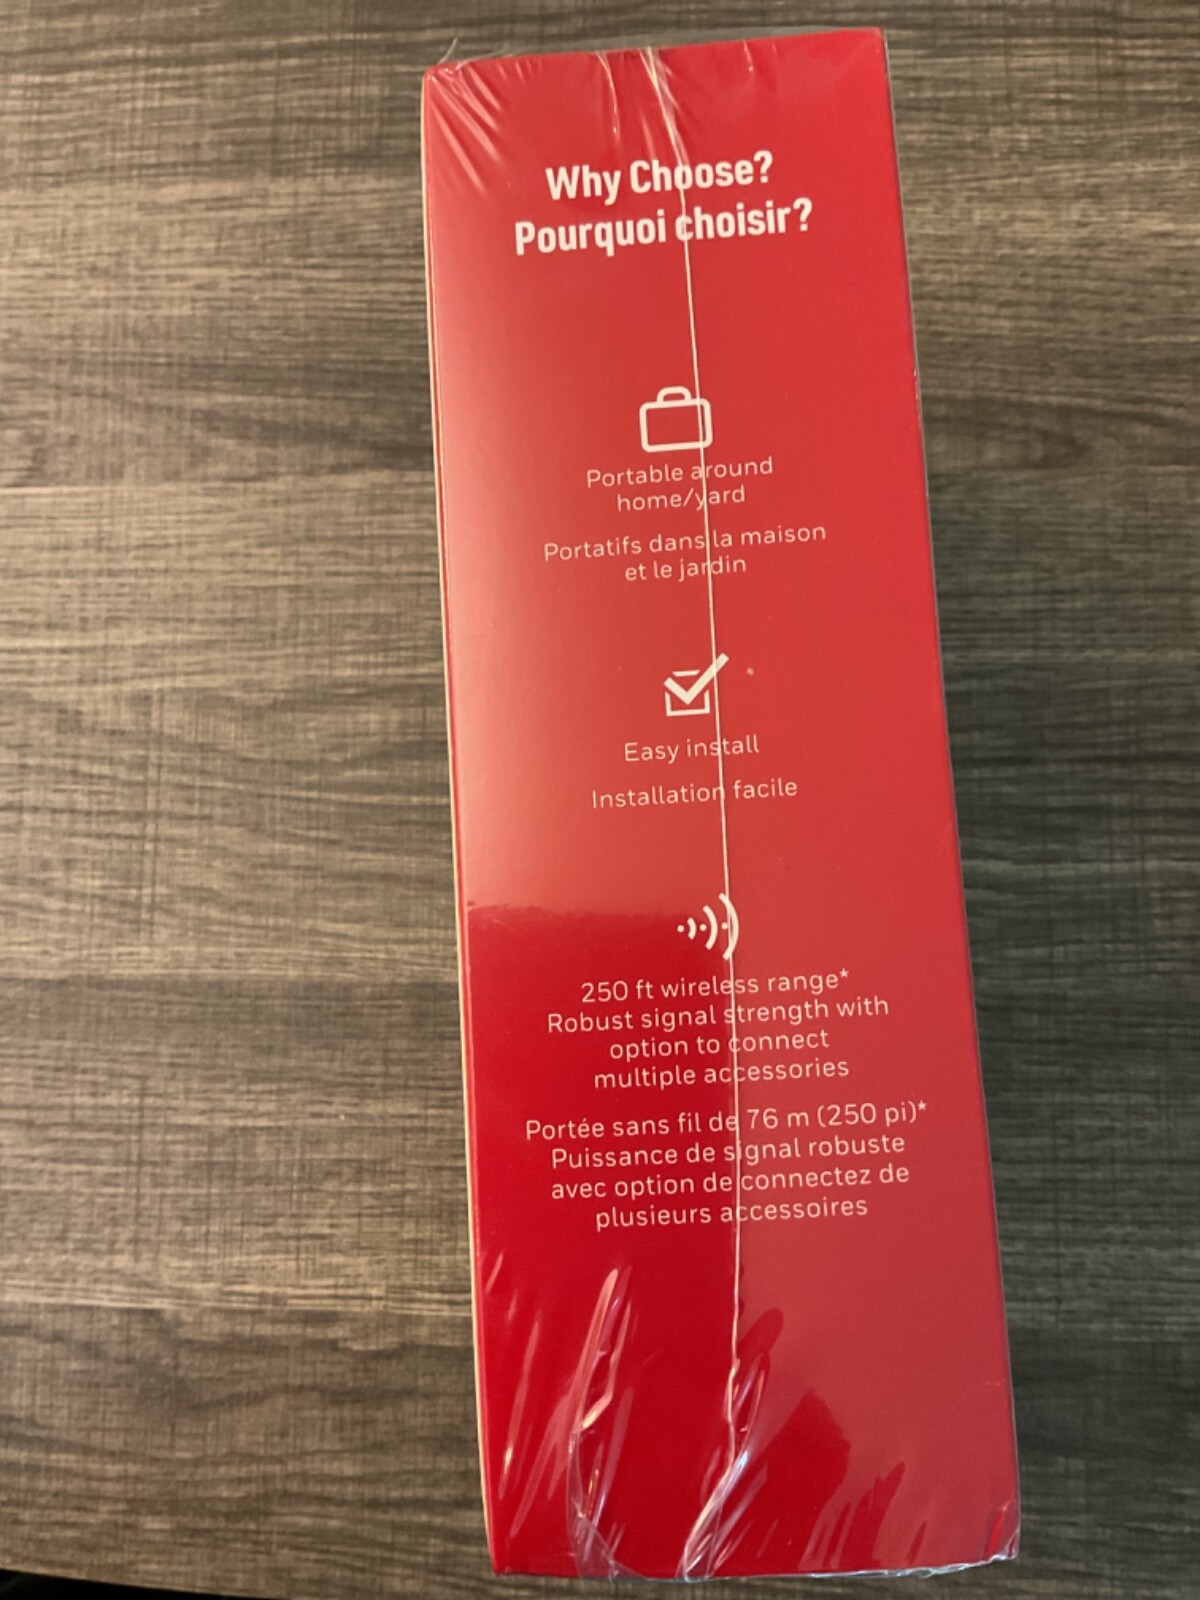 Why Choose?
Pourquoi choisir?
Portable around
home/yard
Portatifs dans la maison
et le jardin
Easy install
Installation facile
250 ft wireless range*
Robust signal strength with
option to connect
multiple accessories
Portée sans fil de 76 m (250 pi)*
Puissance de signal robuste
avec option de connectez de
plusieurs accessoires